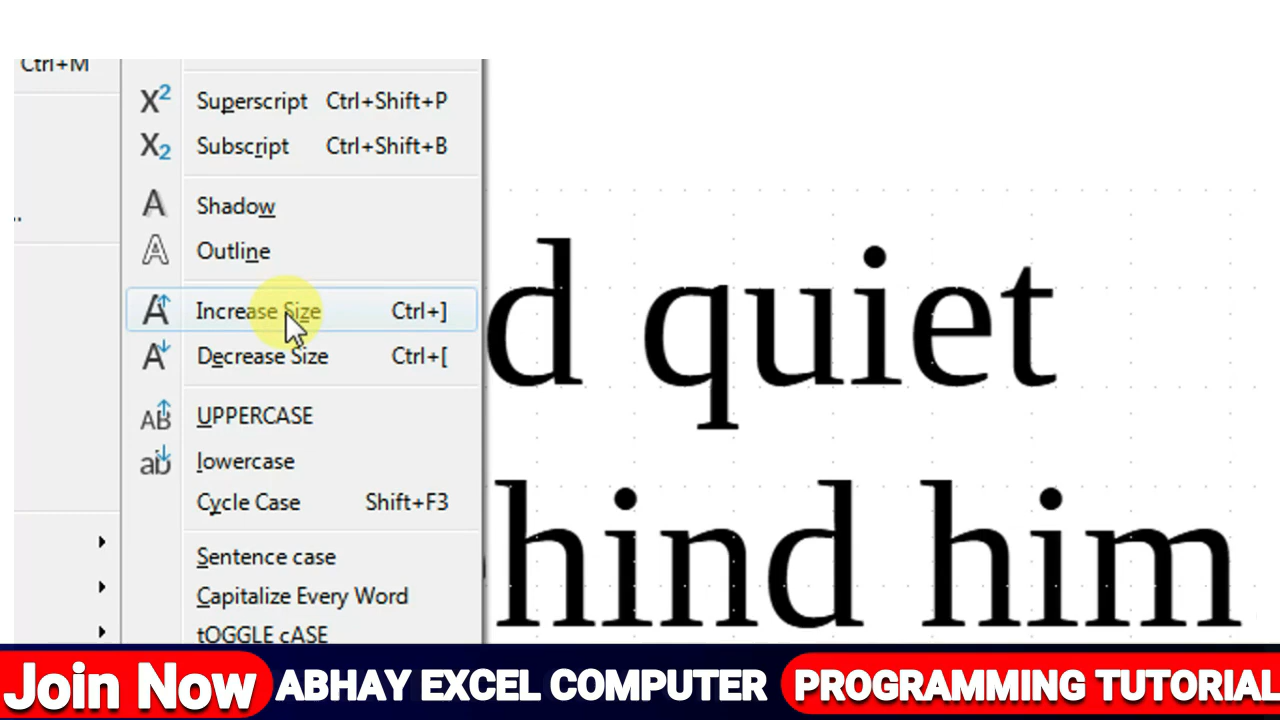 Ctrl+M
Superscript Ctrl+Shift+P
Subscript Ctrl+Shift+B
..
Shadow
Outline
Increase Size Ctrl+]
Decrease Size Ctrl+[
UPPERCASE
lowercase
Cycle Case Shift+F3
Sentence case
Capitalize Every Word
tOGGLE cASE
d quiet
hind him
Join Now ABHAY EXCEL COMPUTER PROGRAMMING TUTORIAL